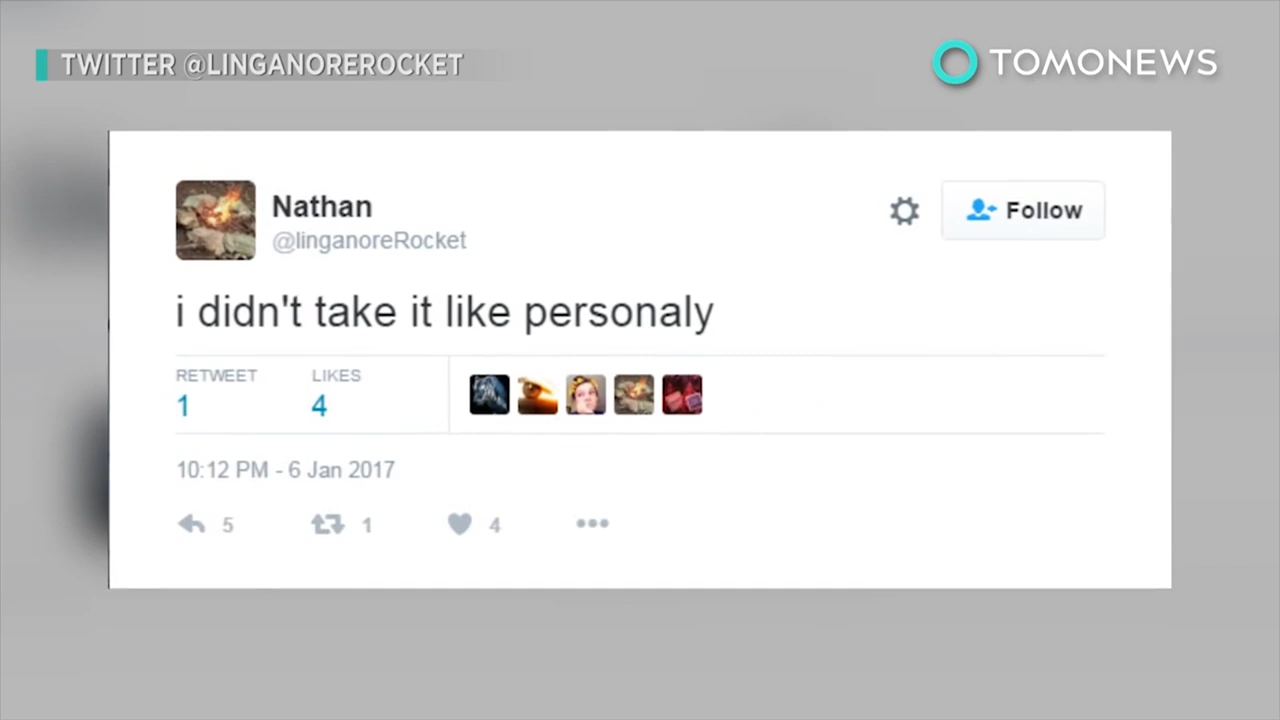 TWITTER @LINGANOREROCKET
TOMONEWS
Nathan
@linganoreRocket
Follow
i didn't take it like personaly
RETWEET LIKES
1 4
10:12 PM - 6 Jan 2017
5 1 4